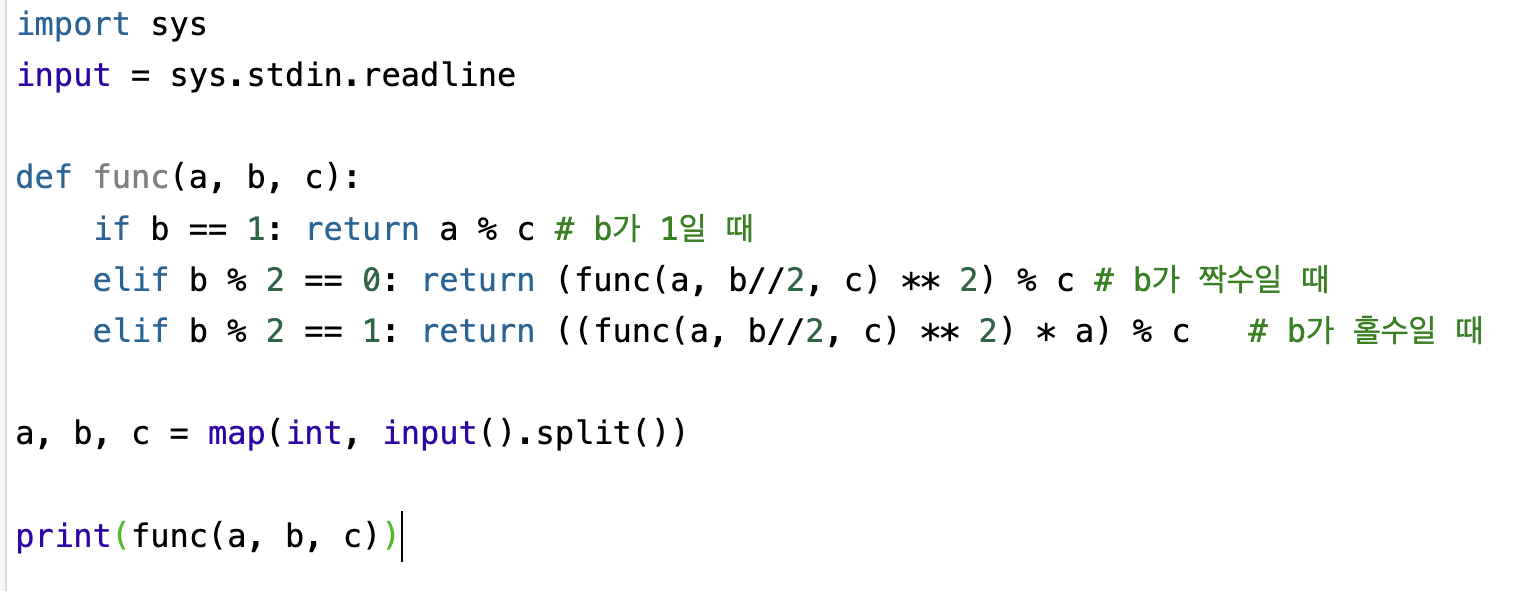 import sys
input = sys.stdin.readline
def func(a, b, c):
    if b == 1: return a % c # b가 1일 때
    elif b % 2 == 0: return (func(a, b//2, c) ** 2) % c # b가 짝수일 때
    elif b % 2 == 1: return ((func(a, b//2, c) ** 2) * a) % c   # b가 홀수일 때
a, b, c = map(int, input().split())
print(func(a, b, c))